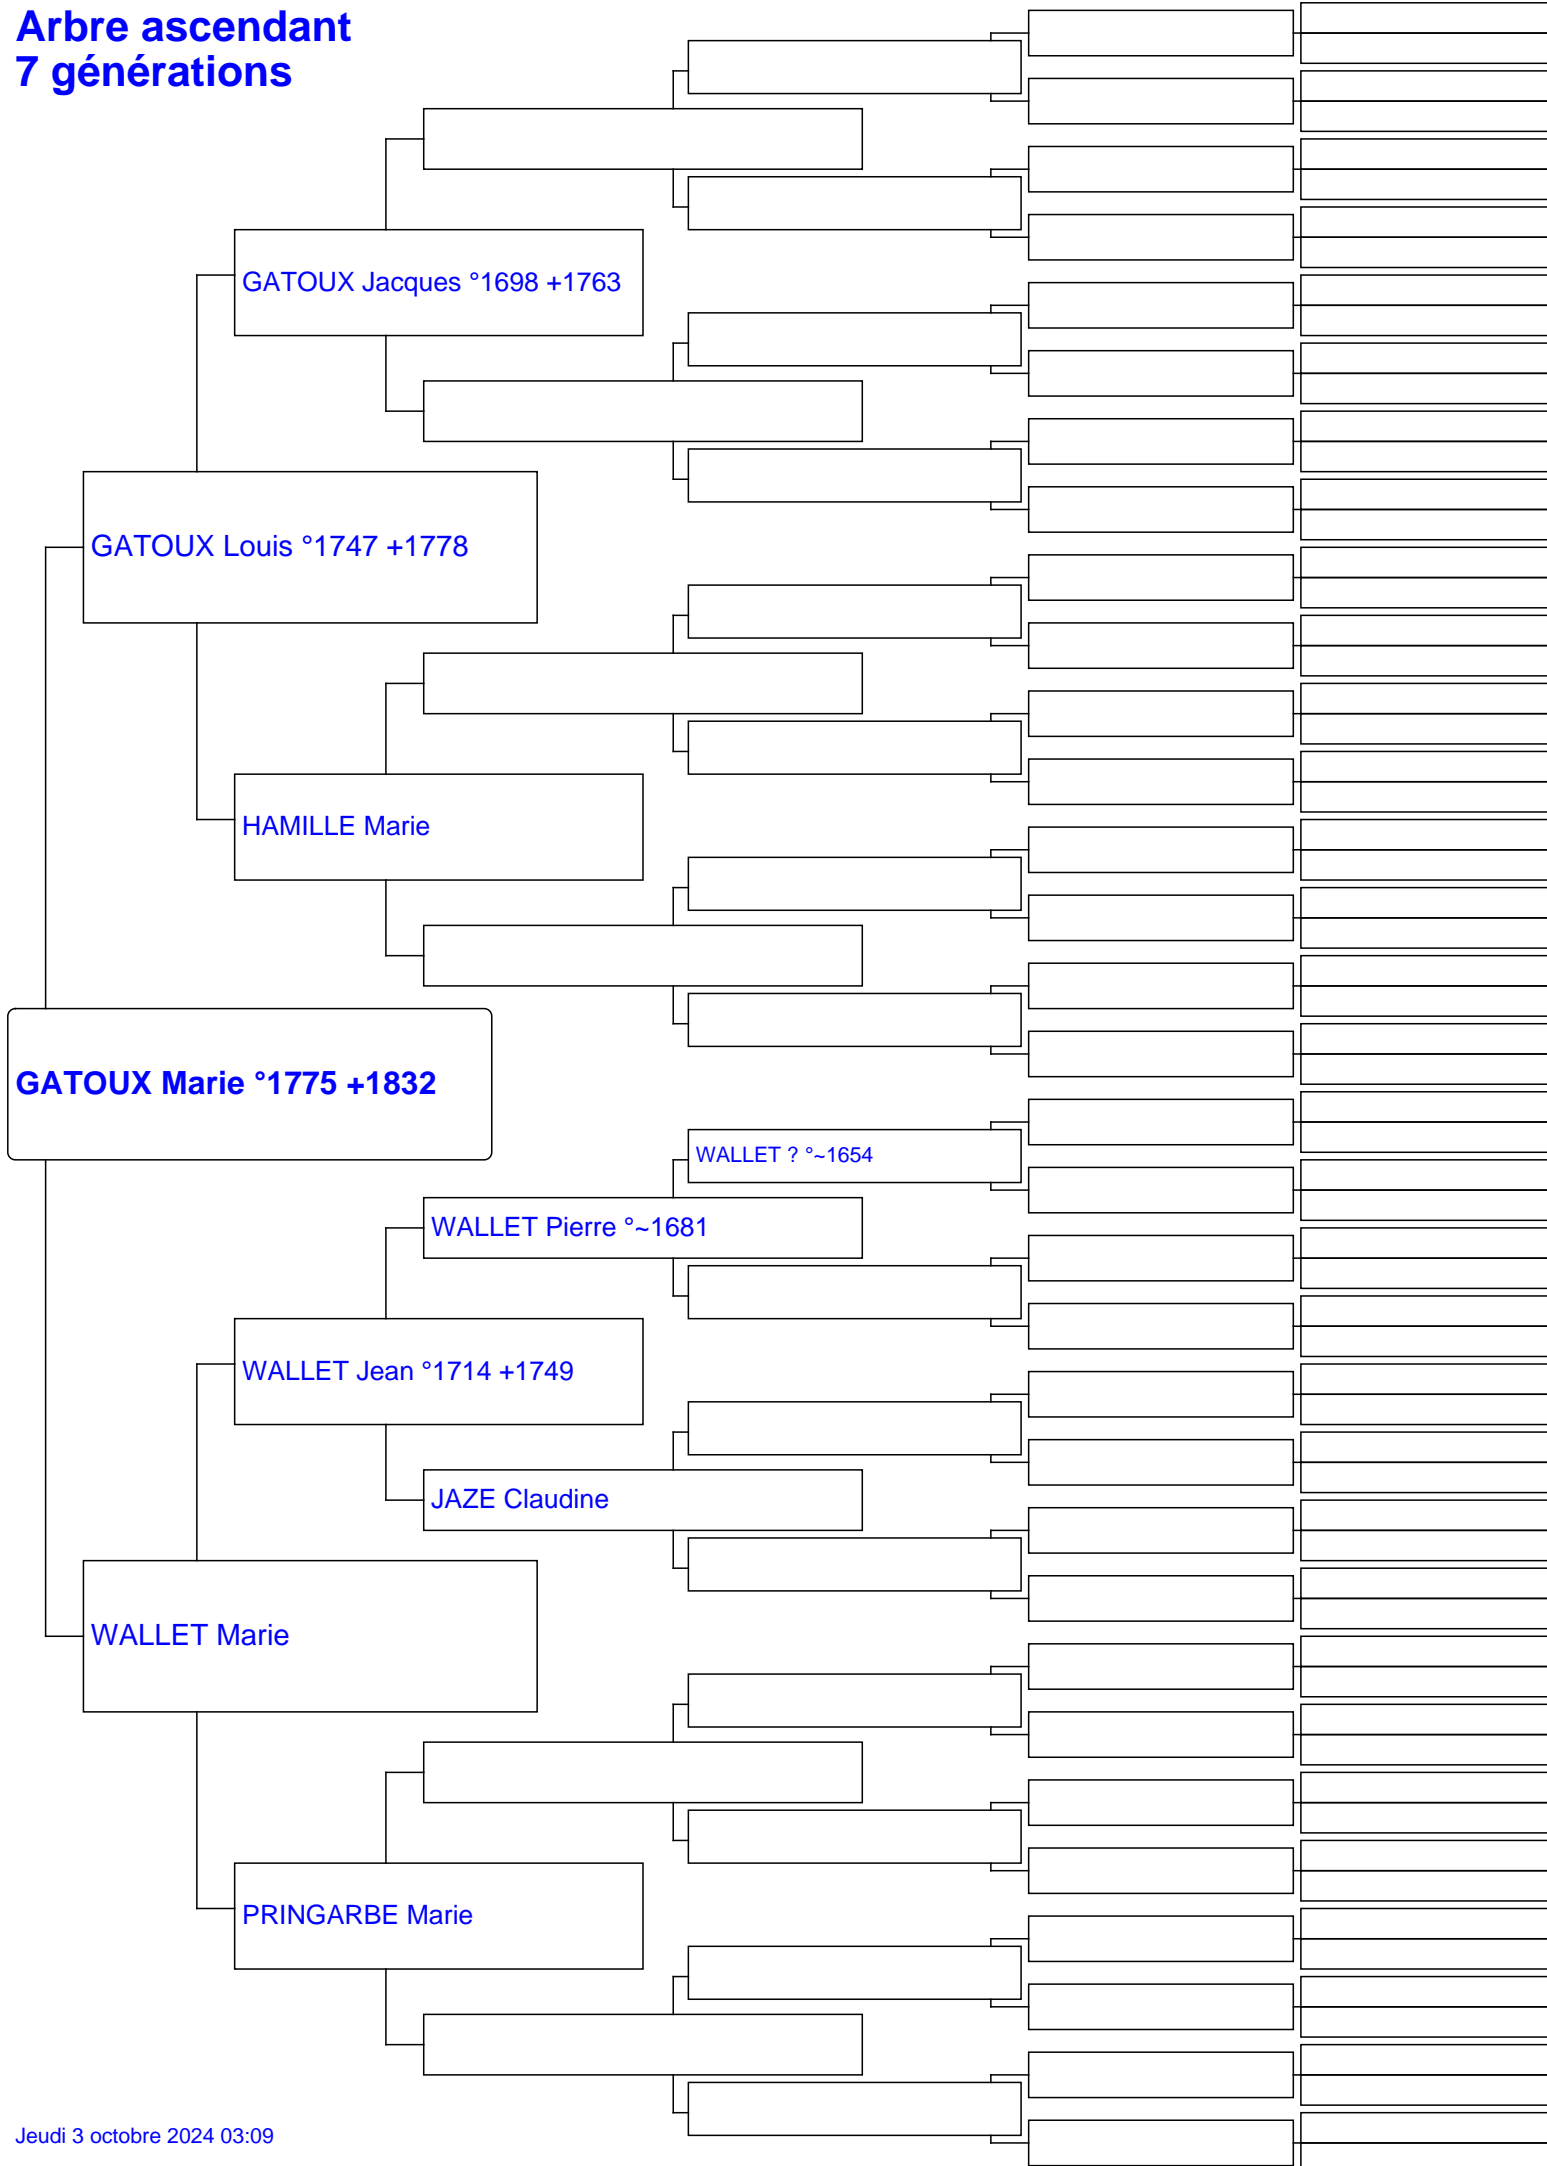 Arbre ascendant
7 générations
GATOUX Jacques °1698 +1763
GATOUX Louis °1747 +1778
HAMILLE Marie
GATOUX Marie °1775 +1832
WALLET ? °~1654
WALLET Pierre °~1681
WALLET Jean °1714 +1749
JAZE Claudine
WALLET Marie
PRINGARBE Marie
Jeudi 3 octobre 2024 03:09